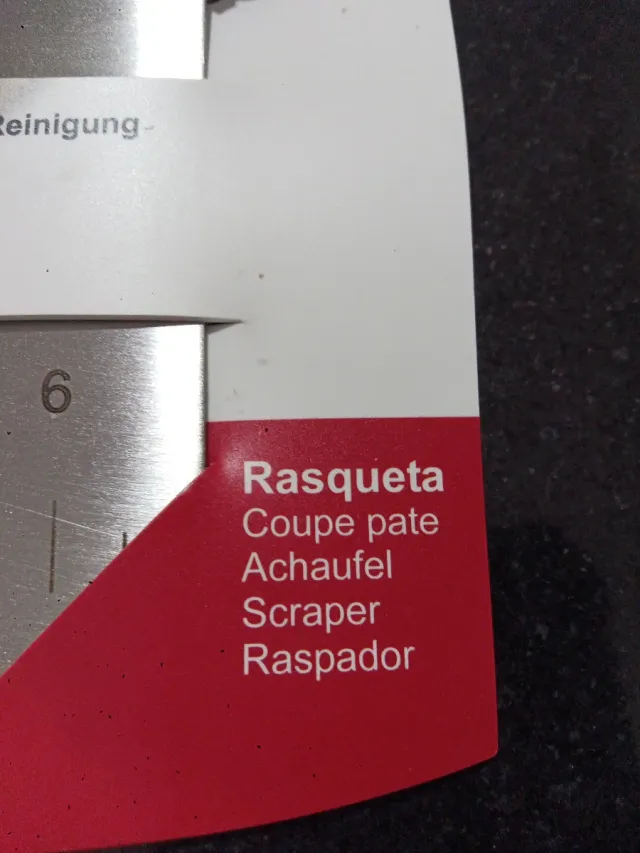 Reinigung
6
Rasqueta
Coupe pate
Achaufel
Scraper
Raspador